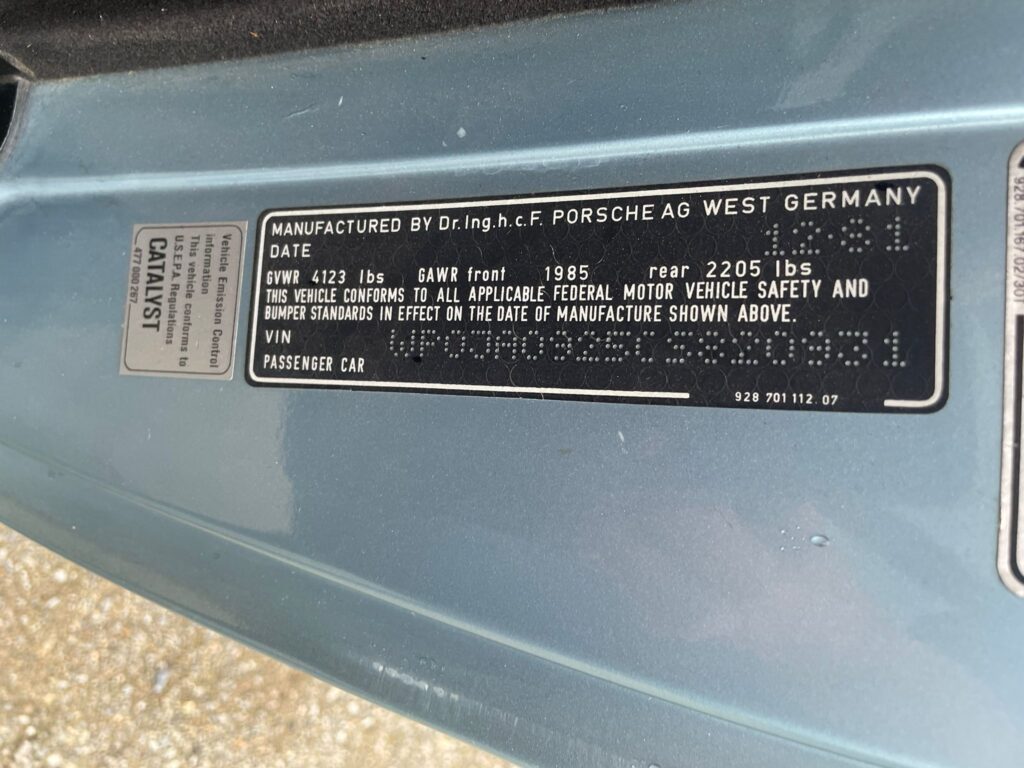 MANUFACTURED BY Dr.Ing.h.c.F. PORSCHE AG WEST GERMANY
DATE 12 81
GVWR 4123 lbs GAWR front 1985 rear 2205 lbs
THIS VEHICLE CONFORMS TO ALL APPLICABLE FEDERAL MOTOR VEHICLE SAFETY AND
BUMPER STANDARDS IN EFFECT ON THE DATE OF MANUFACTURE SHOWN ABOVE.
VIN WP0JA0925CS820931
PASSENGER CAR
928 701 112.07
Vehicle Emission Control
information
This vehicle conforms to
U.S.E.P.A. Regulations
CATALYST
477 000 267